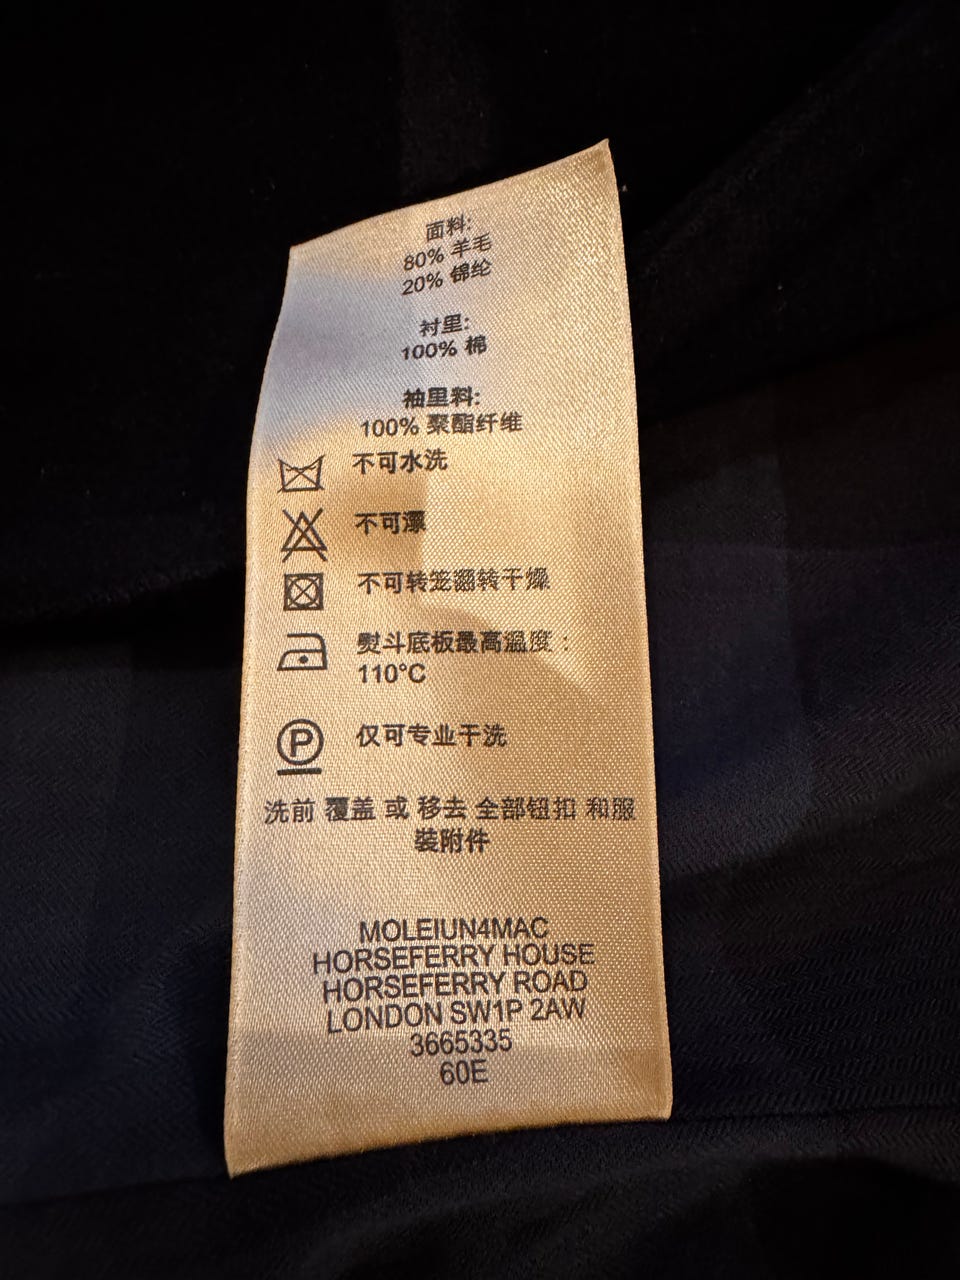 面料:
80% 羊毛
20% 锦纶
衬里:
100% 棉
袖里料:
100% 聚酯纤维
不可水洗
不可漂
不可转笼翻转干燥
熨斗底板最高温度：
110°C
P
仅可专业干洗
洗前 覆盖 或 移去 全部钮扣 和服
装附件
MOLEIUN4MAC
HORSEFERRY HOUSE
HORSEFERRY ROAD
LONDON SW1P 2AW
3665335
60E